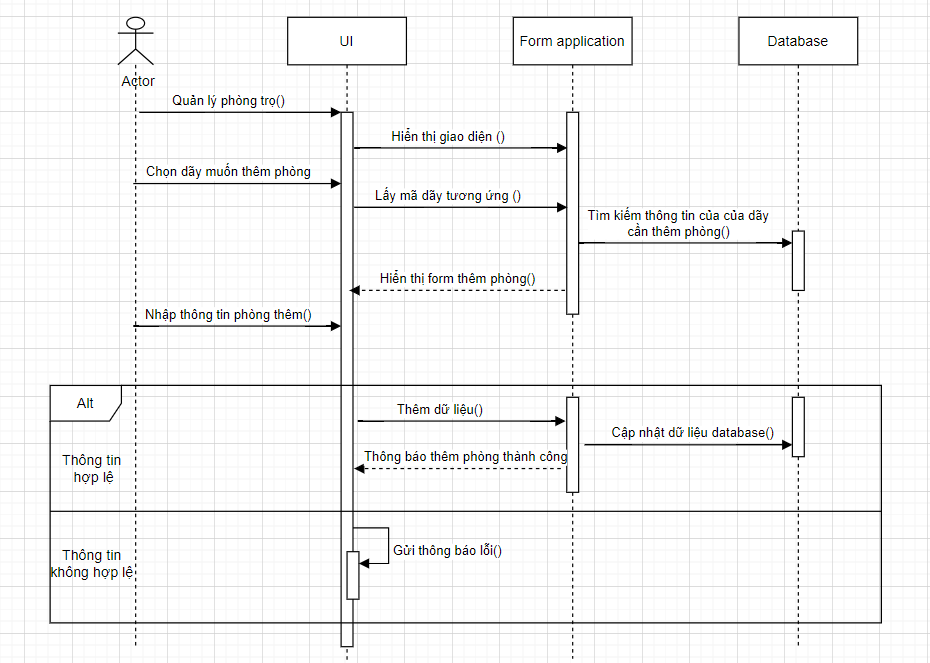 UI
Form application
Database
Actor
Quản lý phòng trọ()
Hiển thị giao diện ()
Chọn dãy muốn thêm phòng
Lấy mã dãy tương ứng ()
Tìm kiếm thông tin của của dãy
cần thêm phòng()
Hiển thị form thêm phòng()
Nhập thông tin phòng thêm()
Alt
Thêm dữ liệu()
Cập nhật dữ liệu database()
Thông báo thêm phòng thành công
Thông tin
hợp lệ
Gửi thông báo lỗi()
Thông tin
không hợp lệ